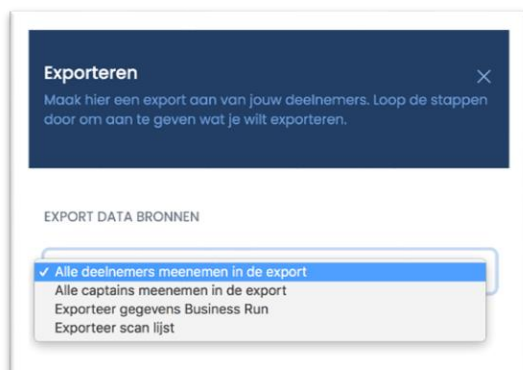 Exporteren
Maak hier een export aan van jouw deelnemers. Loop de stappen
door om aan te geven wat je wilt exporteren.
EXPORT DATA BRONNEN
✓ Alle deelnemers meenemen in de export
Alle captains meenemen in de export
Exporteer gegevens Business Run
Exporteer scan lijst